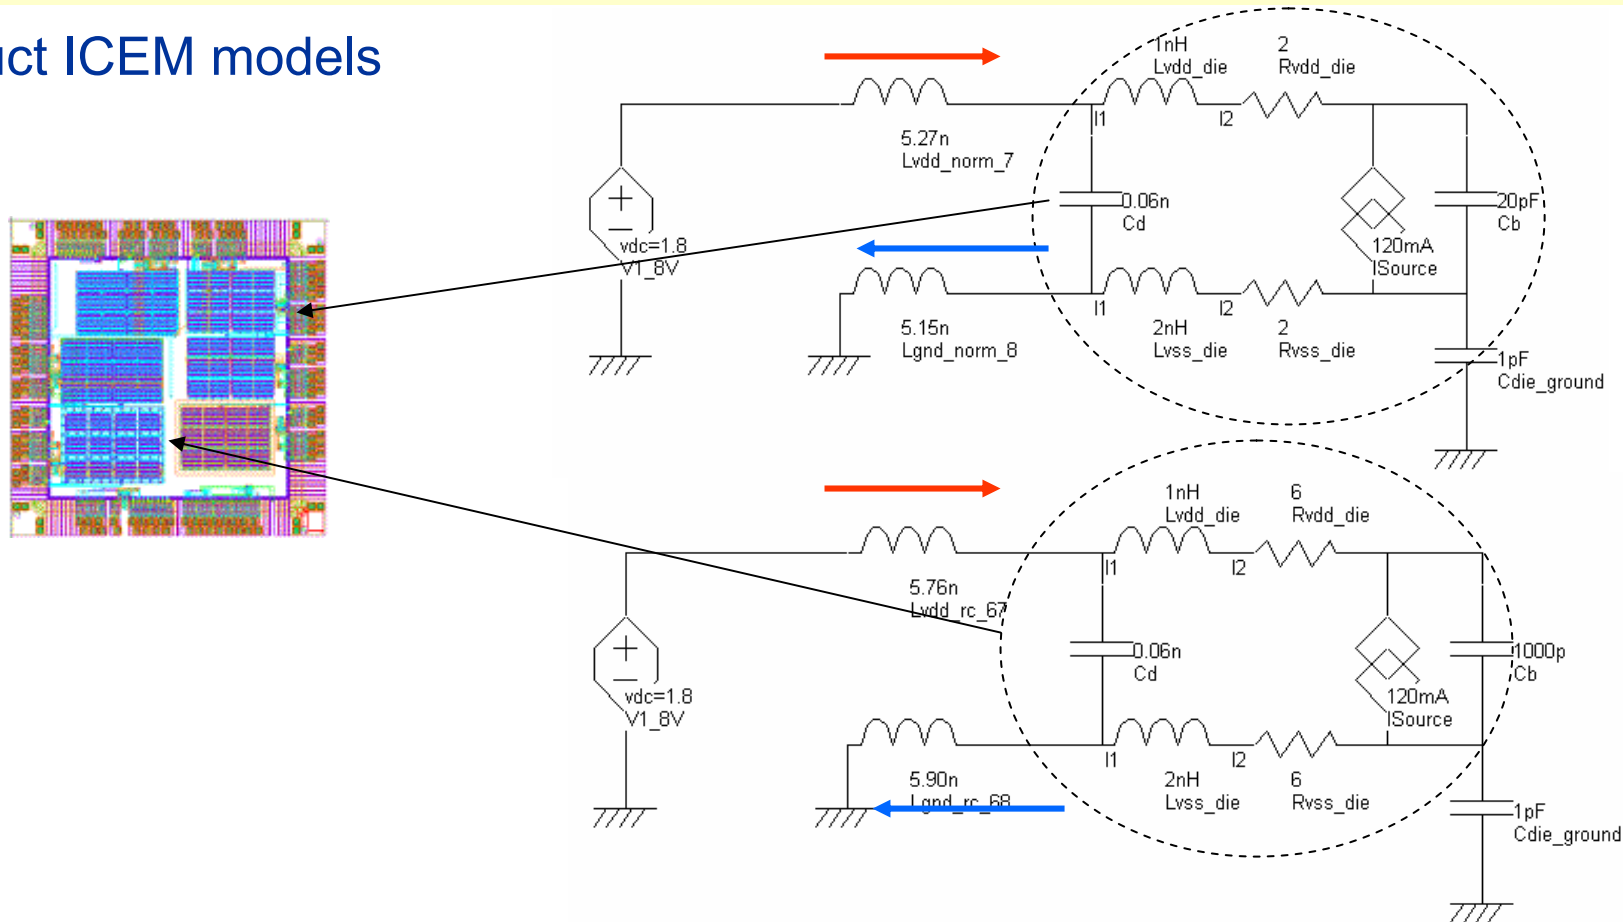 uct ICEM models
1nH
Lvdd_die
2
Rvdd_die
I1
I2
5.27n
Lvdd_norm_7
vdc=1.8
V1_8V
0.06n
Cd
120mA
ISource
20pF
Cb
I1
I2
5.15n
Lgnd_norm_8
2nH
Lvss_die
2
Rvss_die
1pF
Cdie_ground
1nH
Lvdd_die
6
Rvdd_die
I1
I2
5.76n
Lvdd_rc_67
vdc=1.8
V1_8V
0.06n
Cd
120mA
ISource
1000p
Cb
I1
I2
5.90n
Lgnd_rc_68
2nH
Lvss_die
6
Rvss_die
1pF
Cdie_ground